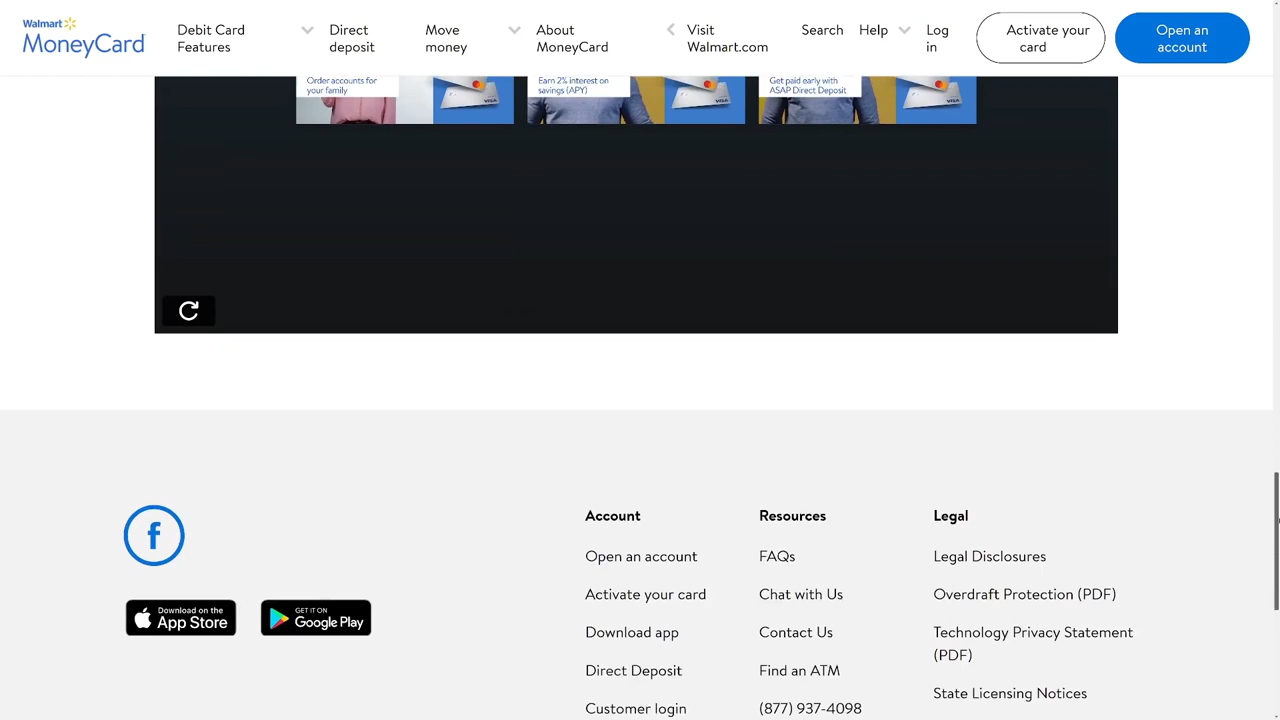 Walmart
MoneyCard
Debit Card
Features
Direct
deposit
Move
money
About
MoneyCard
Visit
Walmart.com
Search
Help
Log
in
Activate your
card
Open an
account
Order accounts for
your family
Earn 2% interest on
savings (APY)
Get paid early with
ASAP Direct Deposit
VISA
VISA
VISA
Download on the
App Store
GET IT ON
Google Play
Account
Open an account
Activate your card
Download app
Direct Deposit
Customer login
Resources
FAQs
Chat with Us
Contact Us
Find an ATM
(877) 937-4098
Legal
Legal Disclosures
Overdraft Protection (PDF)
Technology Privacy Statement
(PDF)
State Licensing Notices